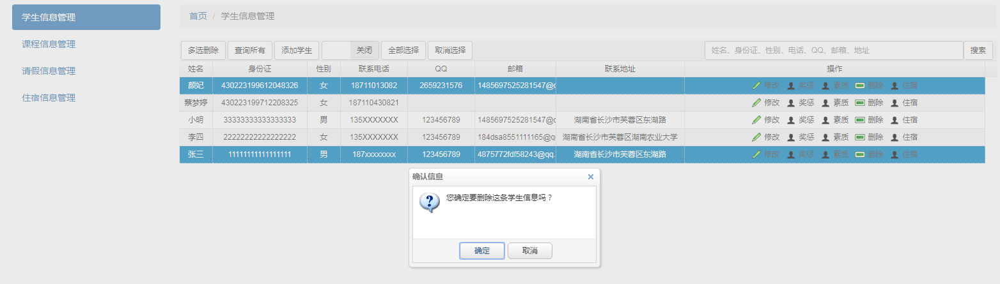 学生信息管理
课程信息管理
请假信息管理
住宿信息管理
首页 / 学生信息管理
多选删除 查询所有 添加学生 关闭 全部选择 取消选择 姓名、身份证、性别、电话、QQ、邮箱、地址 搜索
姓名 身份证 性别 联系电话 QQ 邮箱 联系地址 操作
颜妃 430223199612048326 女 18711013082 2659231576 1485697525281547@q 修改 奖惩 素质 删除 住宿
蔡梦婷 430223199712208325 女 187110430821 修改 奖惩 素质 删除 住宿
小明 33333333333333333 男 135XXXXXXX 123456789 1485697525281547@q 湖南省长沙市芙蓉区东湖路 修改 奖惩 素质 删除 住宿
李四 22222222222222222 女 135XXXXXXX 123456789 184dsa8551111165@qq 湖南省长沙市芙蓉区湖南农业大学 修改 奖惩 素质 删除 住宿
张三 11111111111111111 男 187xxxxxxxx 123456789 4875772fdf58243@qq. 湖南省长沙市芙蓉区东湖路 修改 奖惩 素质 删除 住宿
确认信息
?
您确定要删除这条学生信息吗？
确定 取消